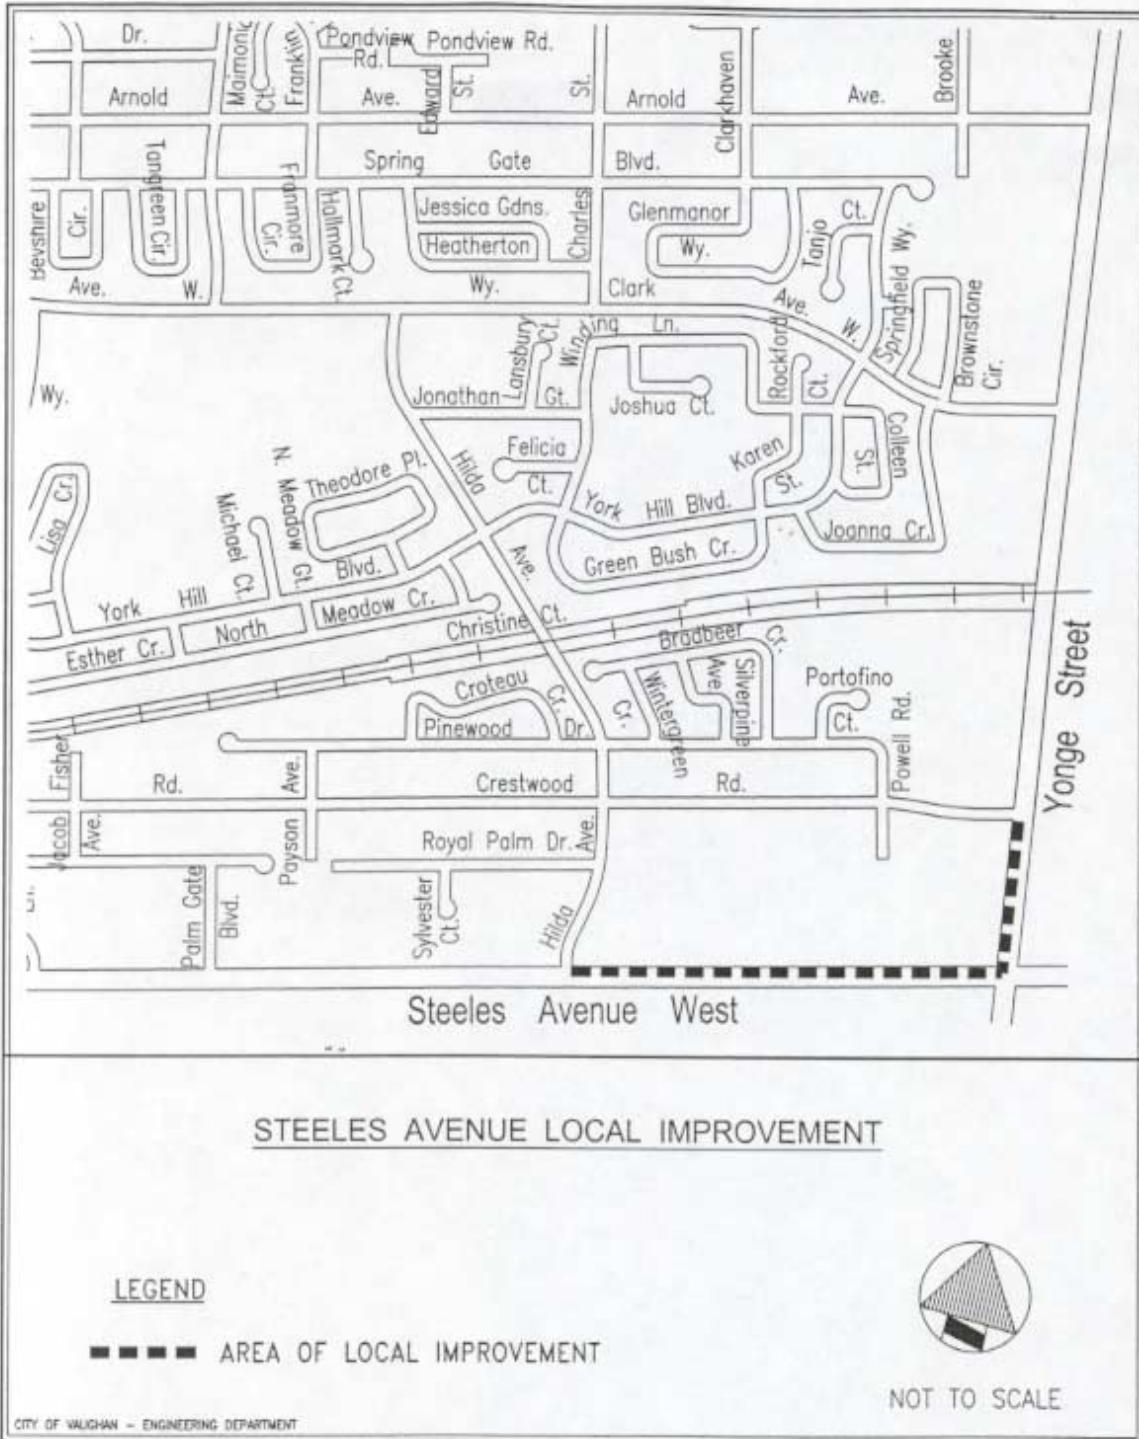 Dr.
Maimonic
Ct.
Franklin
Pondview Pondview Rd.
Rd.
Edward
St.
St.
Clarkhaven
Brooke
Arnold Ave. Arnold Ave.
Spring Gate Blvd.
Bevshire
Cir.
Tangreen Cir.
Franmore
Cir.
Hallmark Ct.
Jessica Gdns.
Heatherton
Charles
Glenmanor
Wy.
Tanjo
Ct.
Springfield Wy.
Brownstone
Cir.
Ave. W. Wy. Clark Ave. W.
Wy.
Lansbury
Ct.
Winding Ln.
Rockford
Ct.
Jonathan Gt.
Joshua Ct.
Colleen
St.
Karen
St.
Felicia
Ct.
Hilda
Ave.
N. Meadow Gt.
Theodore Pl.
Michael Ct.
Lisa Cr.
York Hill Blvd.
Joanna Cr.
Green Bush Cr.
York Hill Blvd.
North Meadow Cr.
Esther Cr.
Christine Ct.
Bradbeer Cr.
Croteau Cr.
Pinewood Dr.
Cr.
Wintergreen
Ave
Silverpine
Portofino
Ct.
Powell Rd.
Yonge Street
Jacob Fisher
Ave.
Rd. Crestwood Rd.
Payson
Ave.
Royal Palm Dr.
Ave.
Hilda
Palm Gate
Blvd.
Sylvester
Ct.
Steeles Avenue West
STEELES AVENUE LOCAL IMPROVEMENT
LEGEND
AREA OF LOCAL IMPROVEMENT
NOT TO SCALE
CITY OF VAUGHAN – ENGINEERING DEPARTMENT